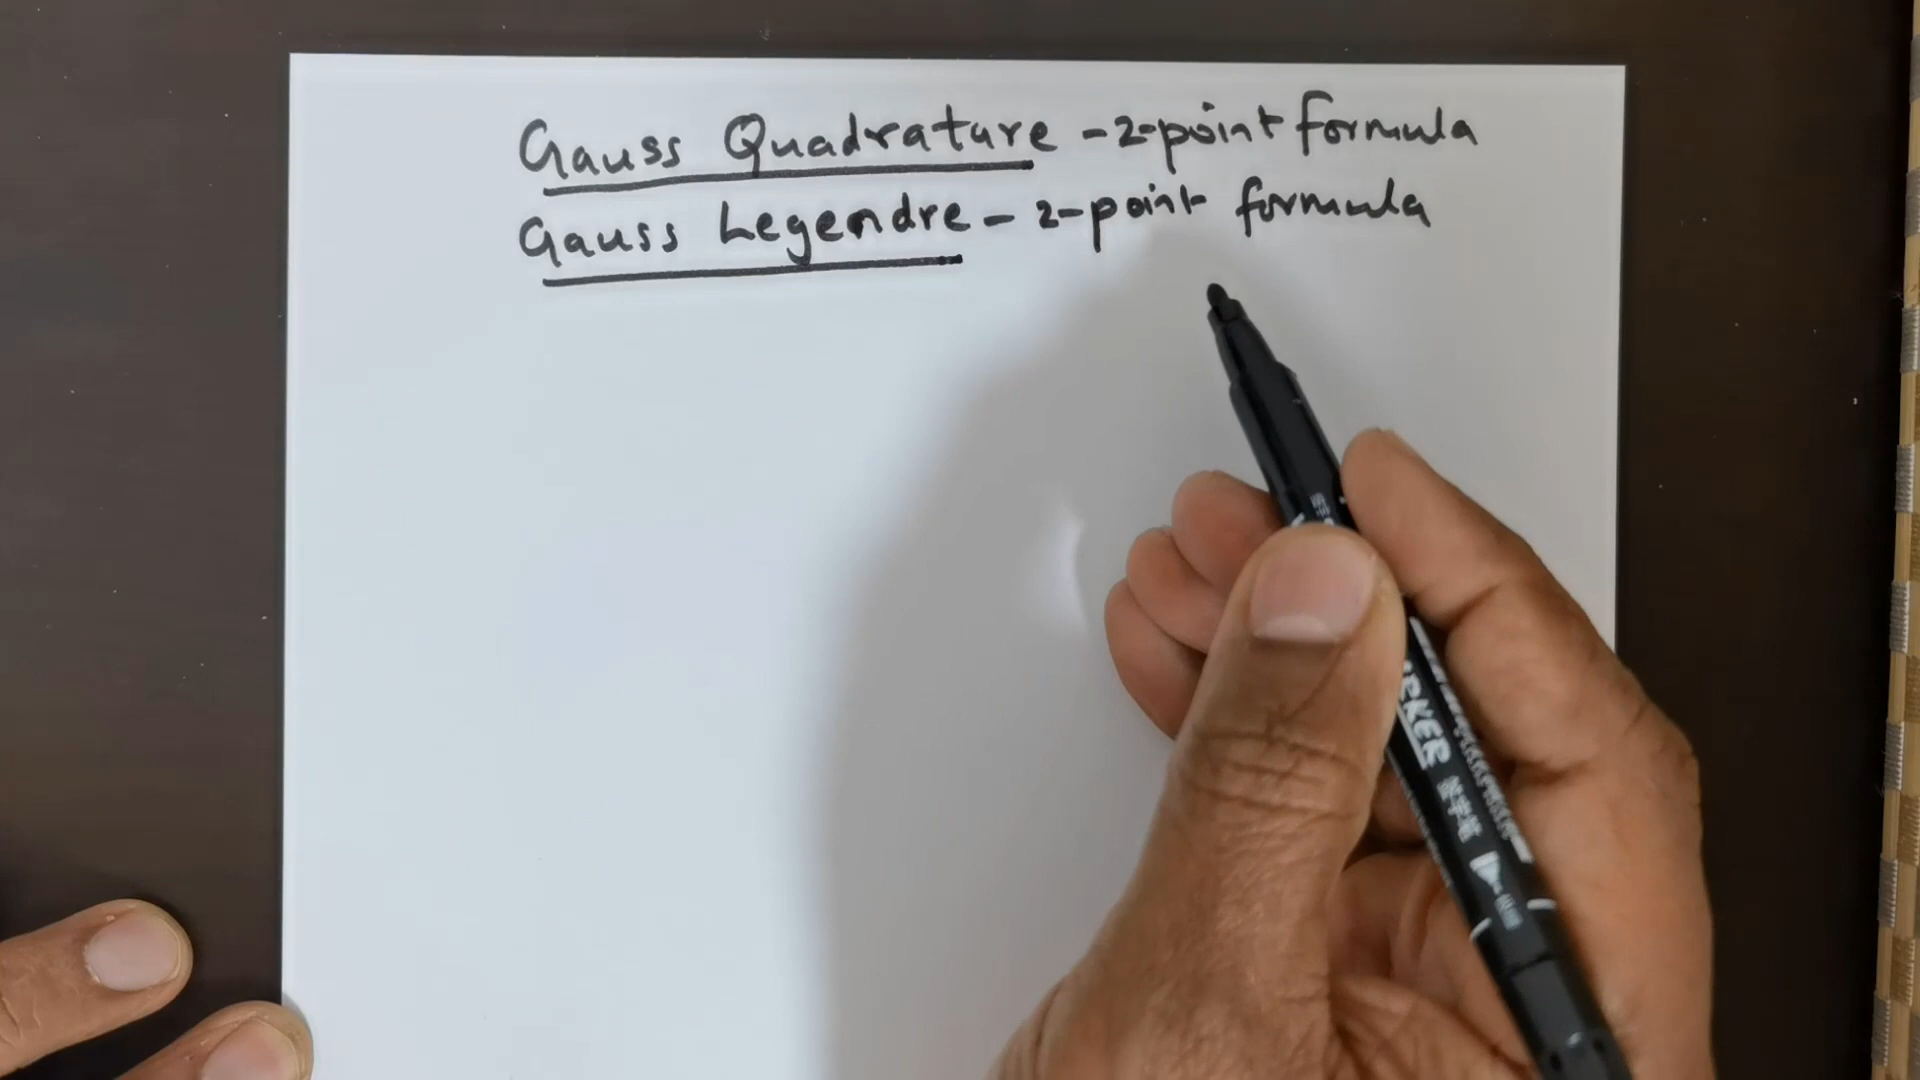 Gauss Quadrature - 2-point formula
Gauss Legendre - 2-point formula